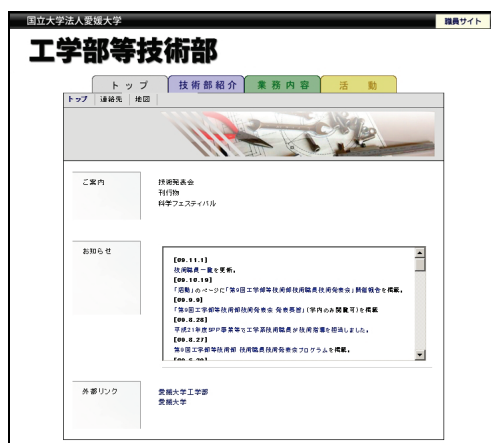 国立大学法人愛媛大学
職員サイト
工学部等技術部
トップ 技術部紹介 業務内容 活動
トップ 連絡先 地図
ご案内
技術発表会
刊行物
科学フェスティバル
お知らせ
[09.11.1]
技術職員一覧を更新。
[09.10.19]
「活動」のページに「第9回工学部等技術部技術職員技術発表会」開催報告を掲載。
[09.9.9]
「第9回工学部等技術部技術発表会 発表要旨」(学内のみ閲覧可)を掲載
[09.8.28]
平成21年度SPP事業等で工学系技術職員が技術指導を担当しました。
[09.8.27]
第9回工学部等技術部 技術職員技術発表会プログラムを掲載。
外部リンク
愛媛大学工学部
愛媛大学